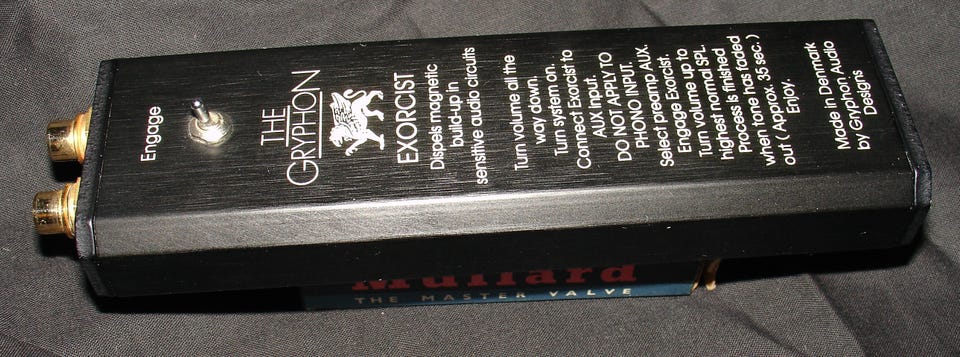 Engage
THE
GRYPHON
EXORCIST
Dispels magnetic
build-up in
sensitive audio circuits
Turn volume all the
way down.
Turn system on.
Connect Exorcist to
AUX input.
DO NOT APPLY TO
PHONO INPUT.
Select preamp AUX.
Engage Exorcist.
Turn volume up to
highest normal SPL.
Process is finished
when tone has faded
out ( Approx. 35 sec. )
Enjoy.
Made in Denmark
by Gryphon Audio
Designs
Mullard
THE MASTER VALVE